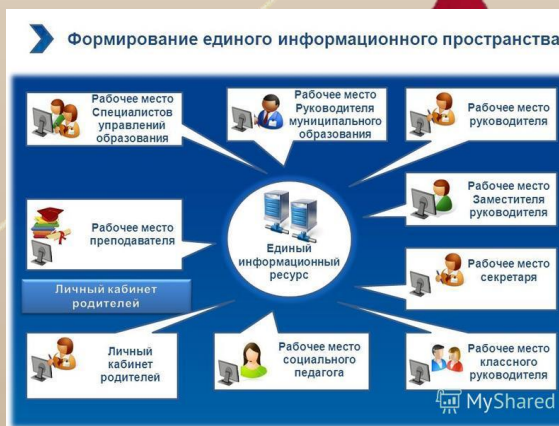 Формирование единого информационного пространства
Рабочее место
Специалистов
управлений
образования
Рабочее место
Руководителя
муниципального
образования
Рабочее место
руководителя
Рабочее место
преподавателя
Единый
информационный
ресурс
Рабочее место
Заместителя
руководителя
Личный кабинет
родителей
Рабочее место
секретаря
Личный
кабинет
родителей
Рабочее место
социального
педагога
Рабочее место
классного
руководителя
MyShared